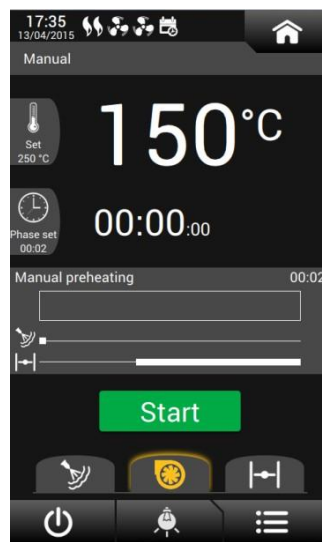 17:35
13/04/2015
Manual
Set
250 °C
150°C
Phase set
00:02
00:00:00
Manual preheating 00:02
Start